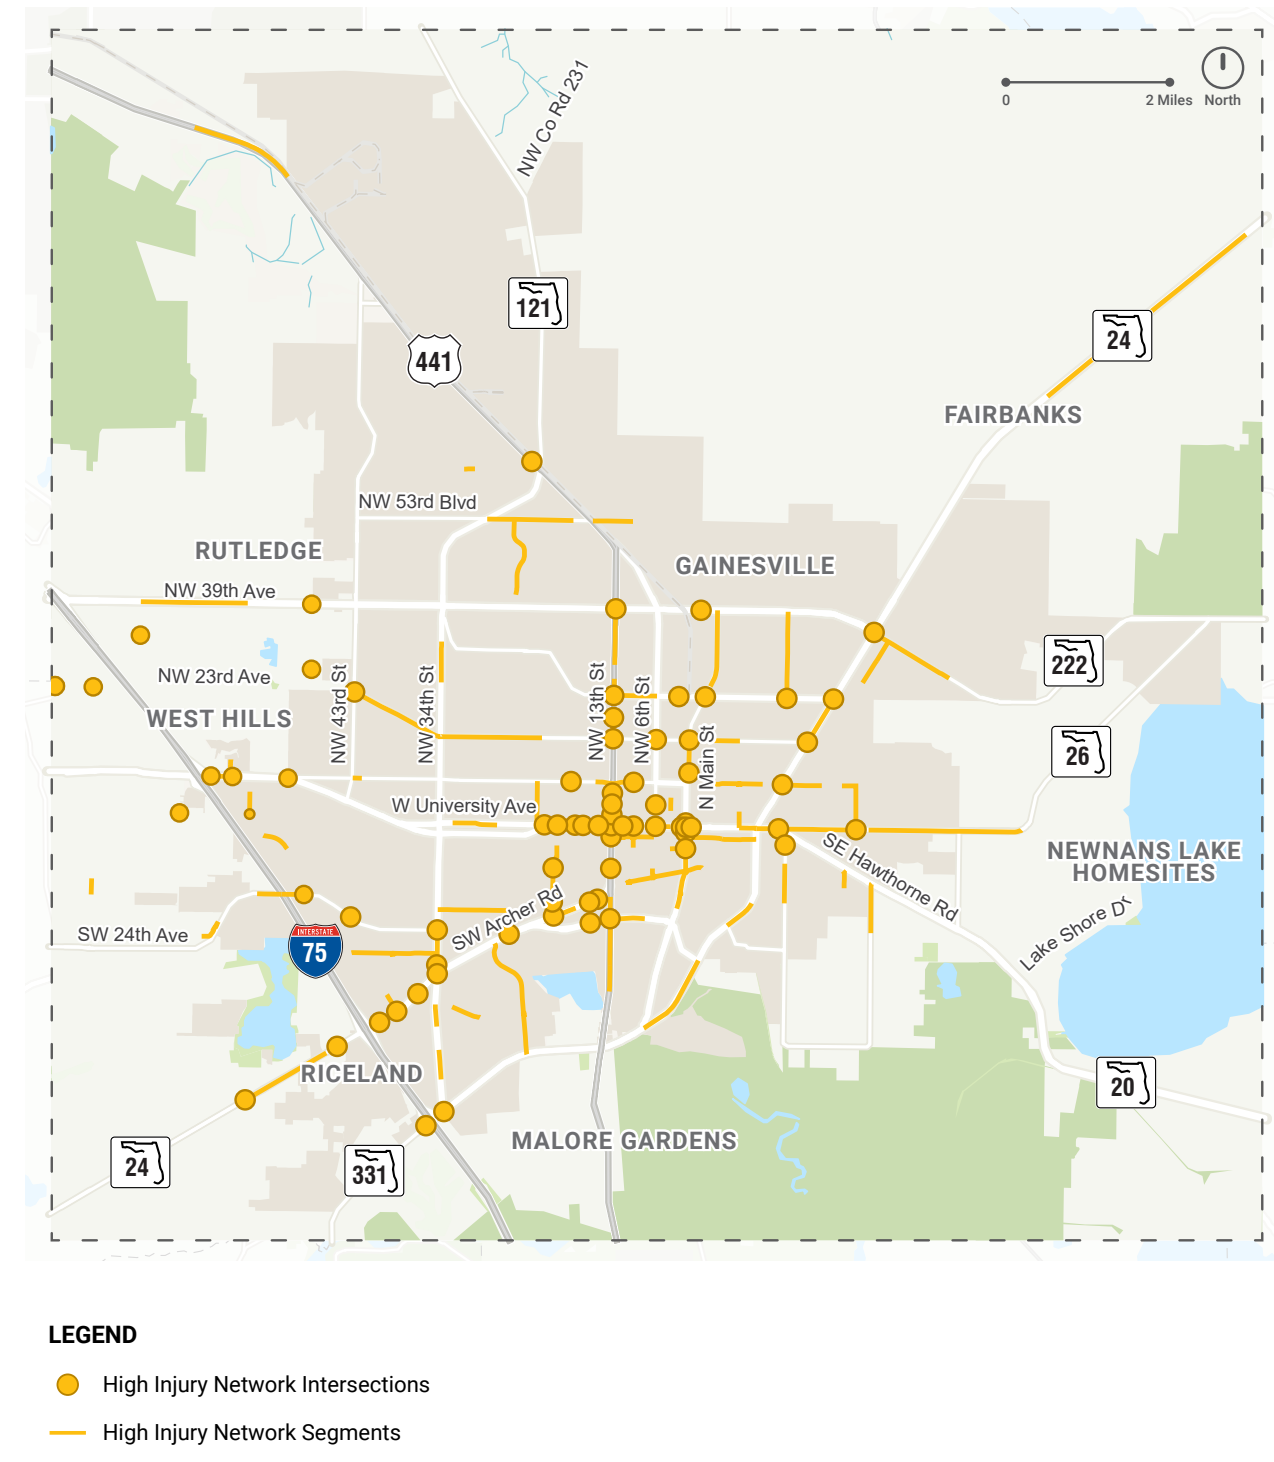 NW Co Rd 231
0
2 Miles
North
121
24
441
FAIRBANKS
NW 53rd Blvd
RUTLEDGE
GAINESVILLE
NW 39th Ave
222
NW 23rd Ave
NW 43rd St
NW 34th St
NW 13th St
NW 6th St
N Main St
WEST HILLS
26
W University Ave
SE Hawthorne Rd
NEWNANS LAKE
HOMESITES
SW Archer Rd
Lake Shore Dr
SW 24th Ave
INTERSTATE
75
RICELAND
20
MALORE GARDENS
24
331
LEGEND
High Injury Network Intersections
High Injury Network Segments